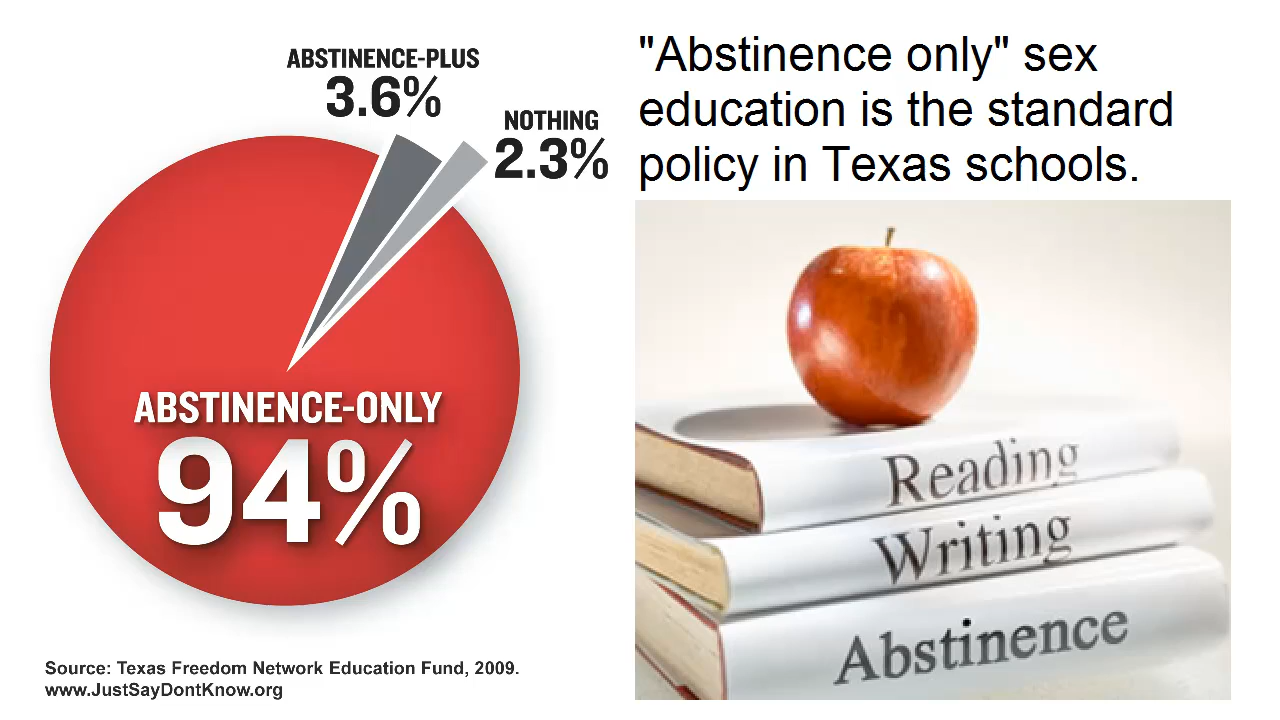 ABSTINENCE-PLUS
3.6%
NOTHING
2.3%
ABSTINENCE-ONLY
94%
Source: Texas Freedom Network Education Fund, 2009.
www.JustSayDontKnow.org
"Abstinence only" sex
education is the standard
policy in Texas schools.
Reading
Writing
Abstinence